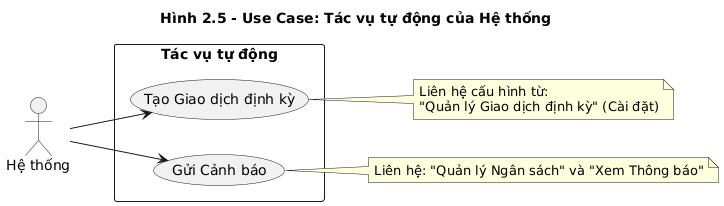 Hình 2.5 - Use Case: Tác vụ tự động của Hệ thống
Tác vụ tự động
Tạo Giao dịch định kỳ
Liên hệ cấu hình từ:
"Quản lý Giao dịch định kỳ" (Cài đặt)
Hệ thống
Gửi Cảnh báo
Liên hệ: "Quản lý Ngân sách" và "Xem Thông báo"